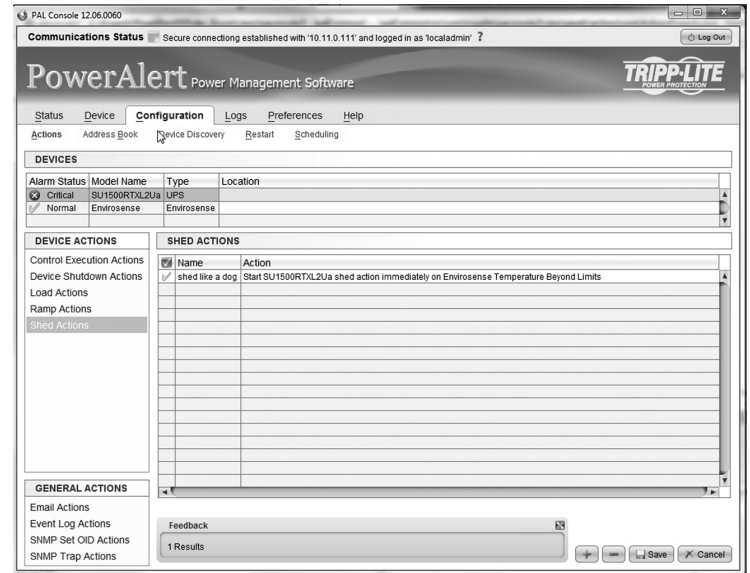 PAL Console 12.06.0060
Communications Status Secure connectiong established with '10.11.0.111' and logged in as 'localadmin' ? Log Out
PowerAlert Power Management Software
TRIPP·LITE
POWER PROTECTION
Status Device Configuration Logs Preferences Help
Actions Address Book Device Discovery Restart Scheduling
DEVICES
Alarm Status Model Name Type Location
Critical SU1500RTXL2Ua UPS
Normal Envirosense Envirosense
DEVICE ACTIONS
Control Execution Actions
Device Shutdown Actions
Load Actions
Ramp Actions
Shed Actions
SHED ACTIONS
Name Action
shed like a dog Start SU1500RTXL2Ua shed action immediately on Envirosense Temperature Beyond Limits
GENERAL ACTIONS
Email Actions
Event Log Actions
SNMP Set OID Actions
SNMP Trap Actions
Feedback
1 Results
Save Cancel